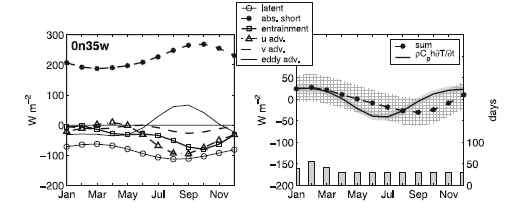 latent
abs. short
entrainment
u adv.
v adv.
eddy adv.
0n35w
W m⁻²
300
200
100
0
−100
−200
Jan Mar May Jul Sep Nov
sum
ρCₚh∂T/∂t
W m⁻²
50
0
−50
−100
−150
−200
days
100
50
0
Jan Mar May Jul Sep Nov